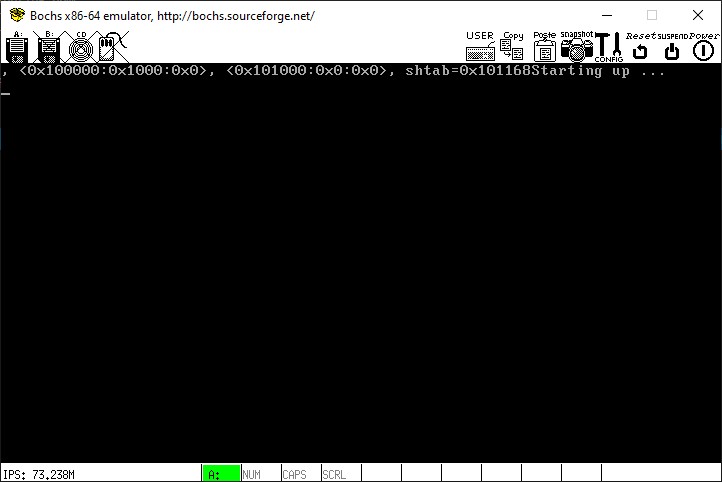 Bochs x86-64 emulator, http://bochs.sourceforge.net/
A: B: CD USER Copy Paste snapshot CONFIG Reset SUSPEND Power
, <0x100000:0x1000:0x0>, <0x101000:0x0:0x0>, shtab=0x101168Starting up ...
_
IPS: 73.238M A: NUM CAPS SCRL